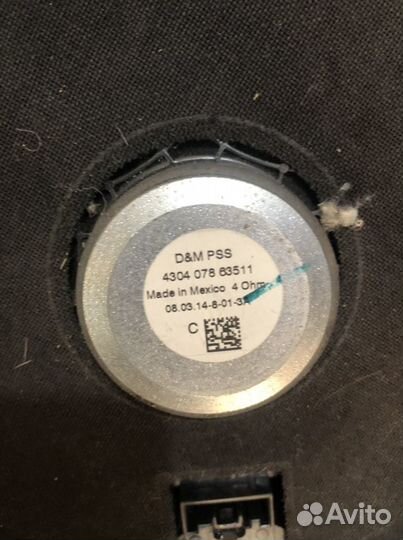 D&M PSS
4304 078 63511
Made in Mexico 4 Ohm
08.03.14-8-01-3
C
Avito